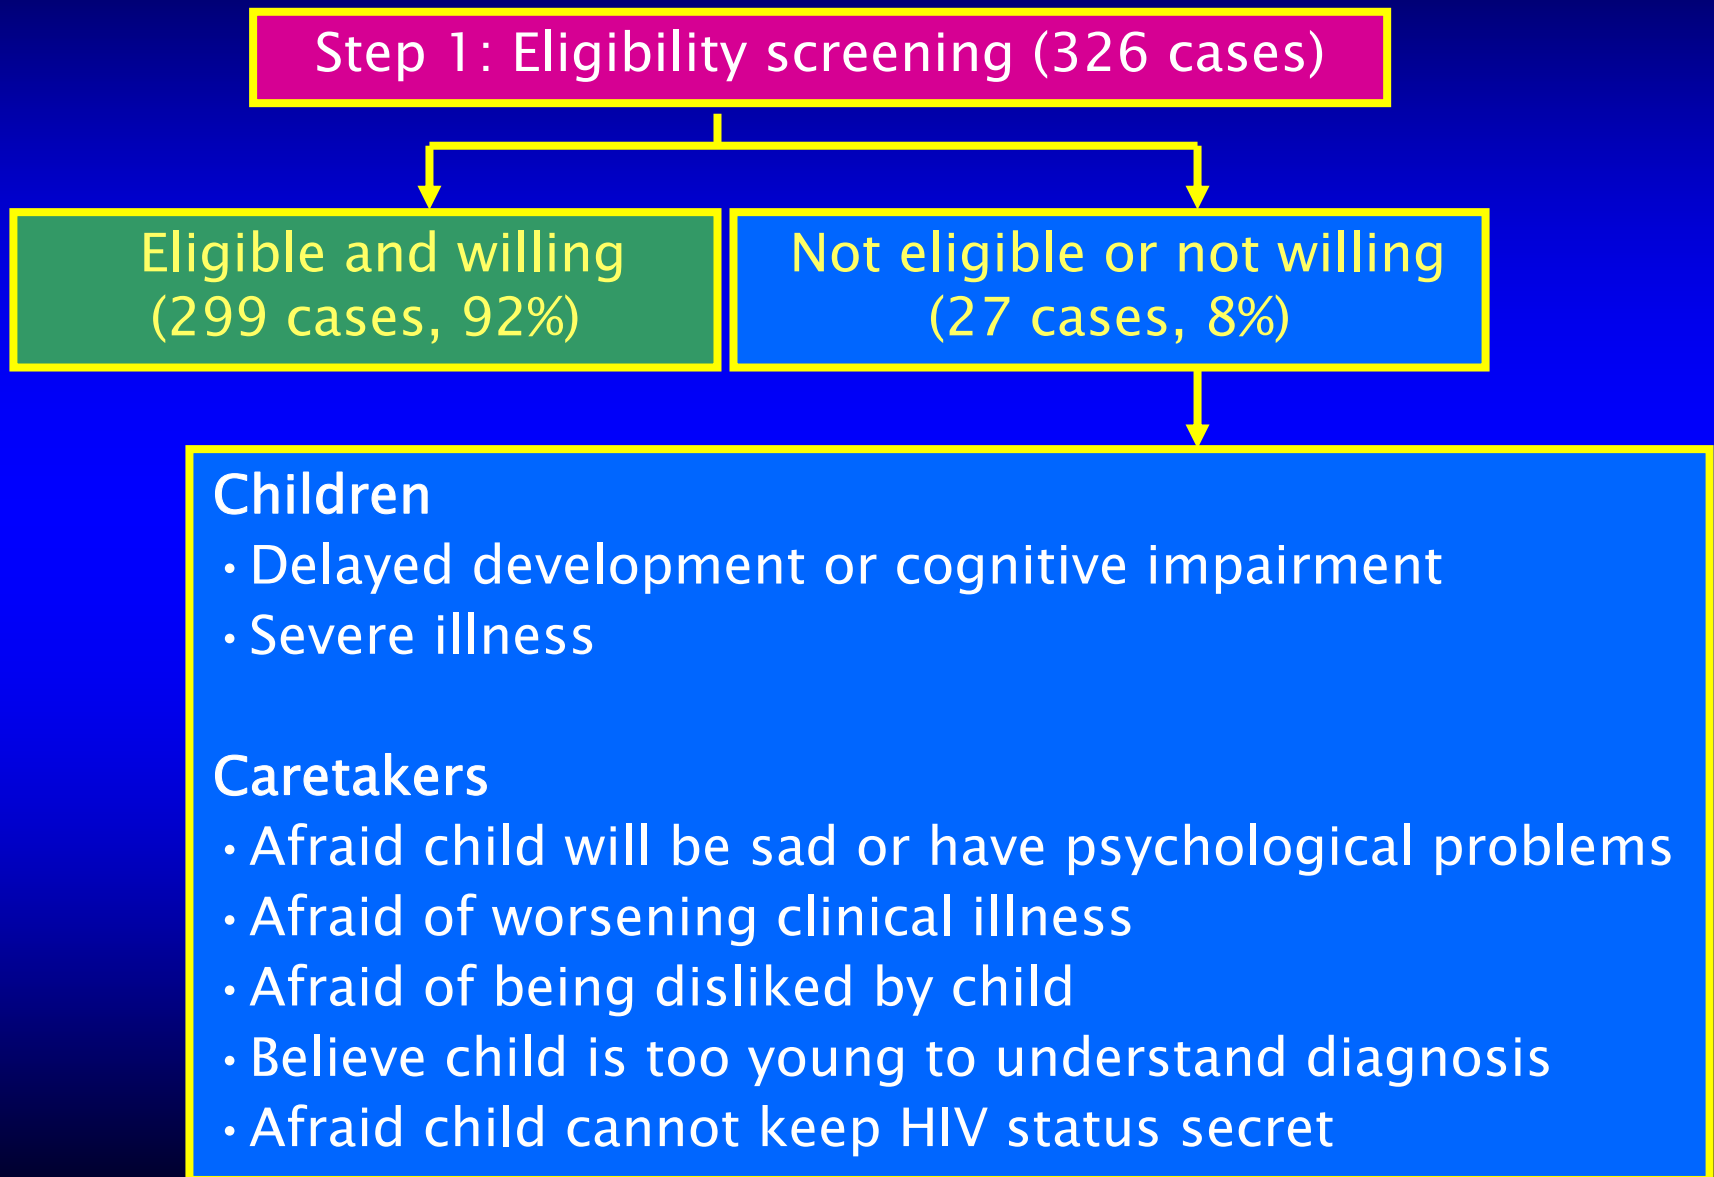 Step 1: Eligibility screening (326 cases)
Eligible and willing
(299 cases, 92%)
Not eligible or not willing
(27 cases, 8%)
Children
• Delayed development or cognitive impairment
• Severe illness
Caretakers
• Afraid child will be sad or have psychological problems
• Afraid of worsening clinical illness
• Afraid of being disliked by child
• Believe child is too young to understand diagnosis
• Afraid child cannot keep HIV status secret